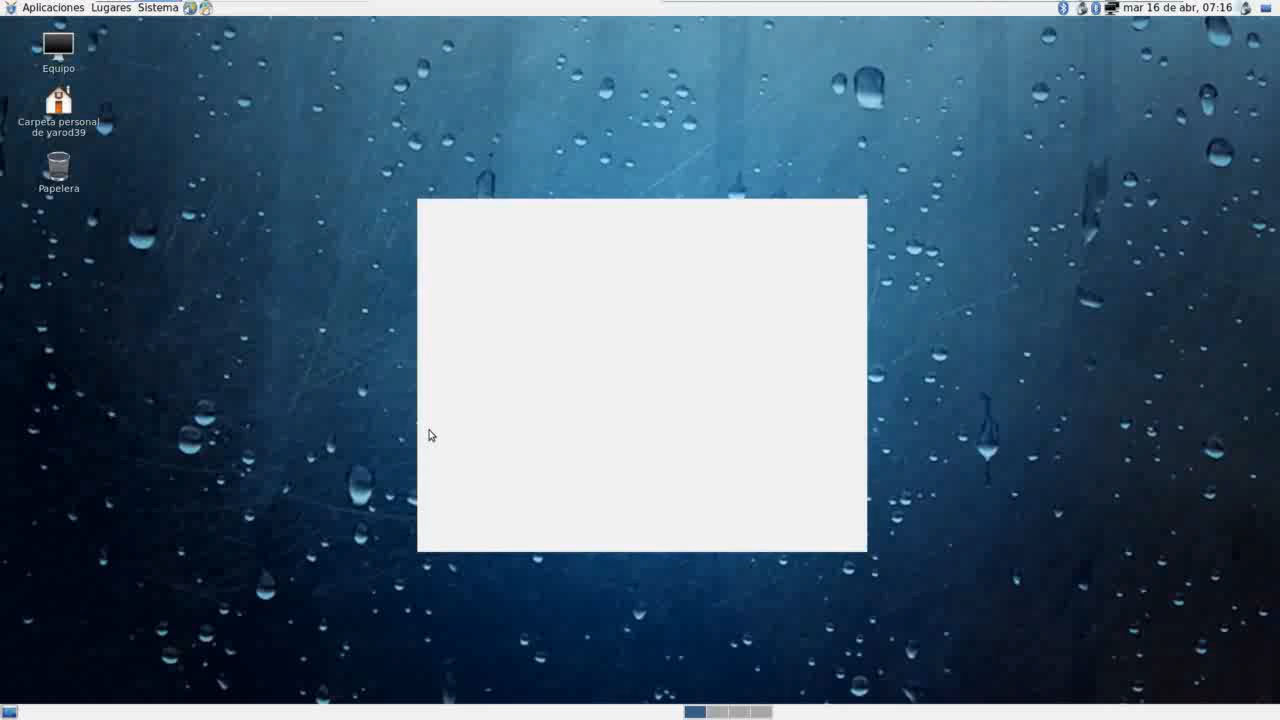 Aplicaciones Lugares Sistema
mar 16 de abr, 07:16
Equipo
Carpeta personal
de yarod39
Papelera